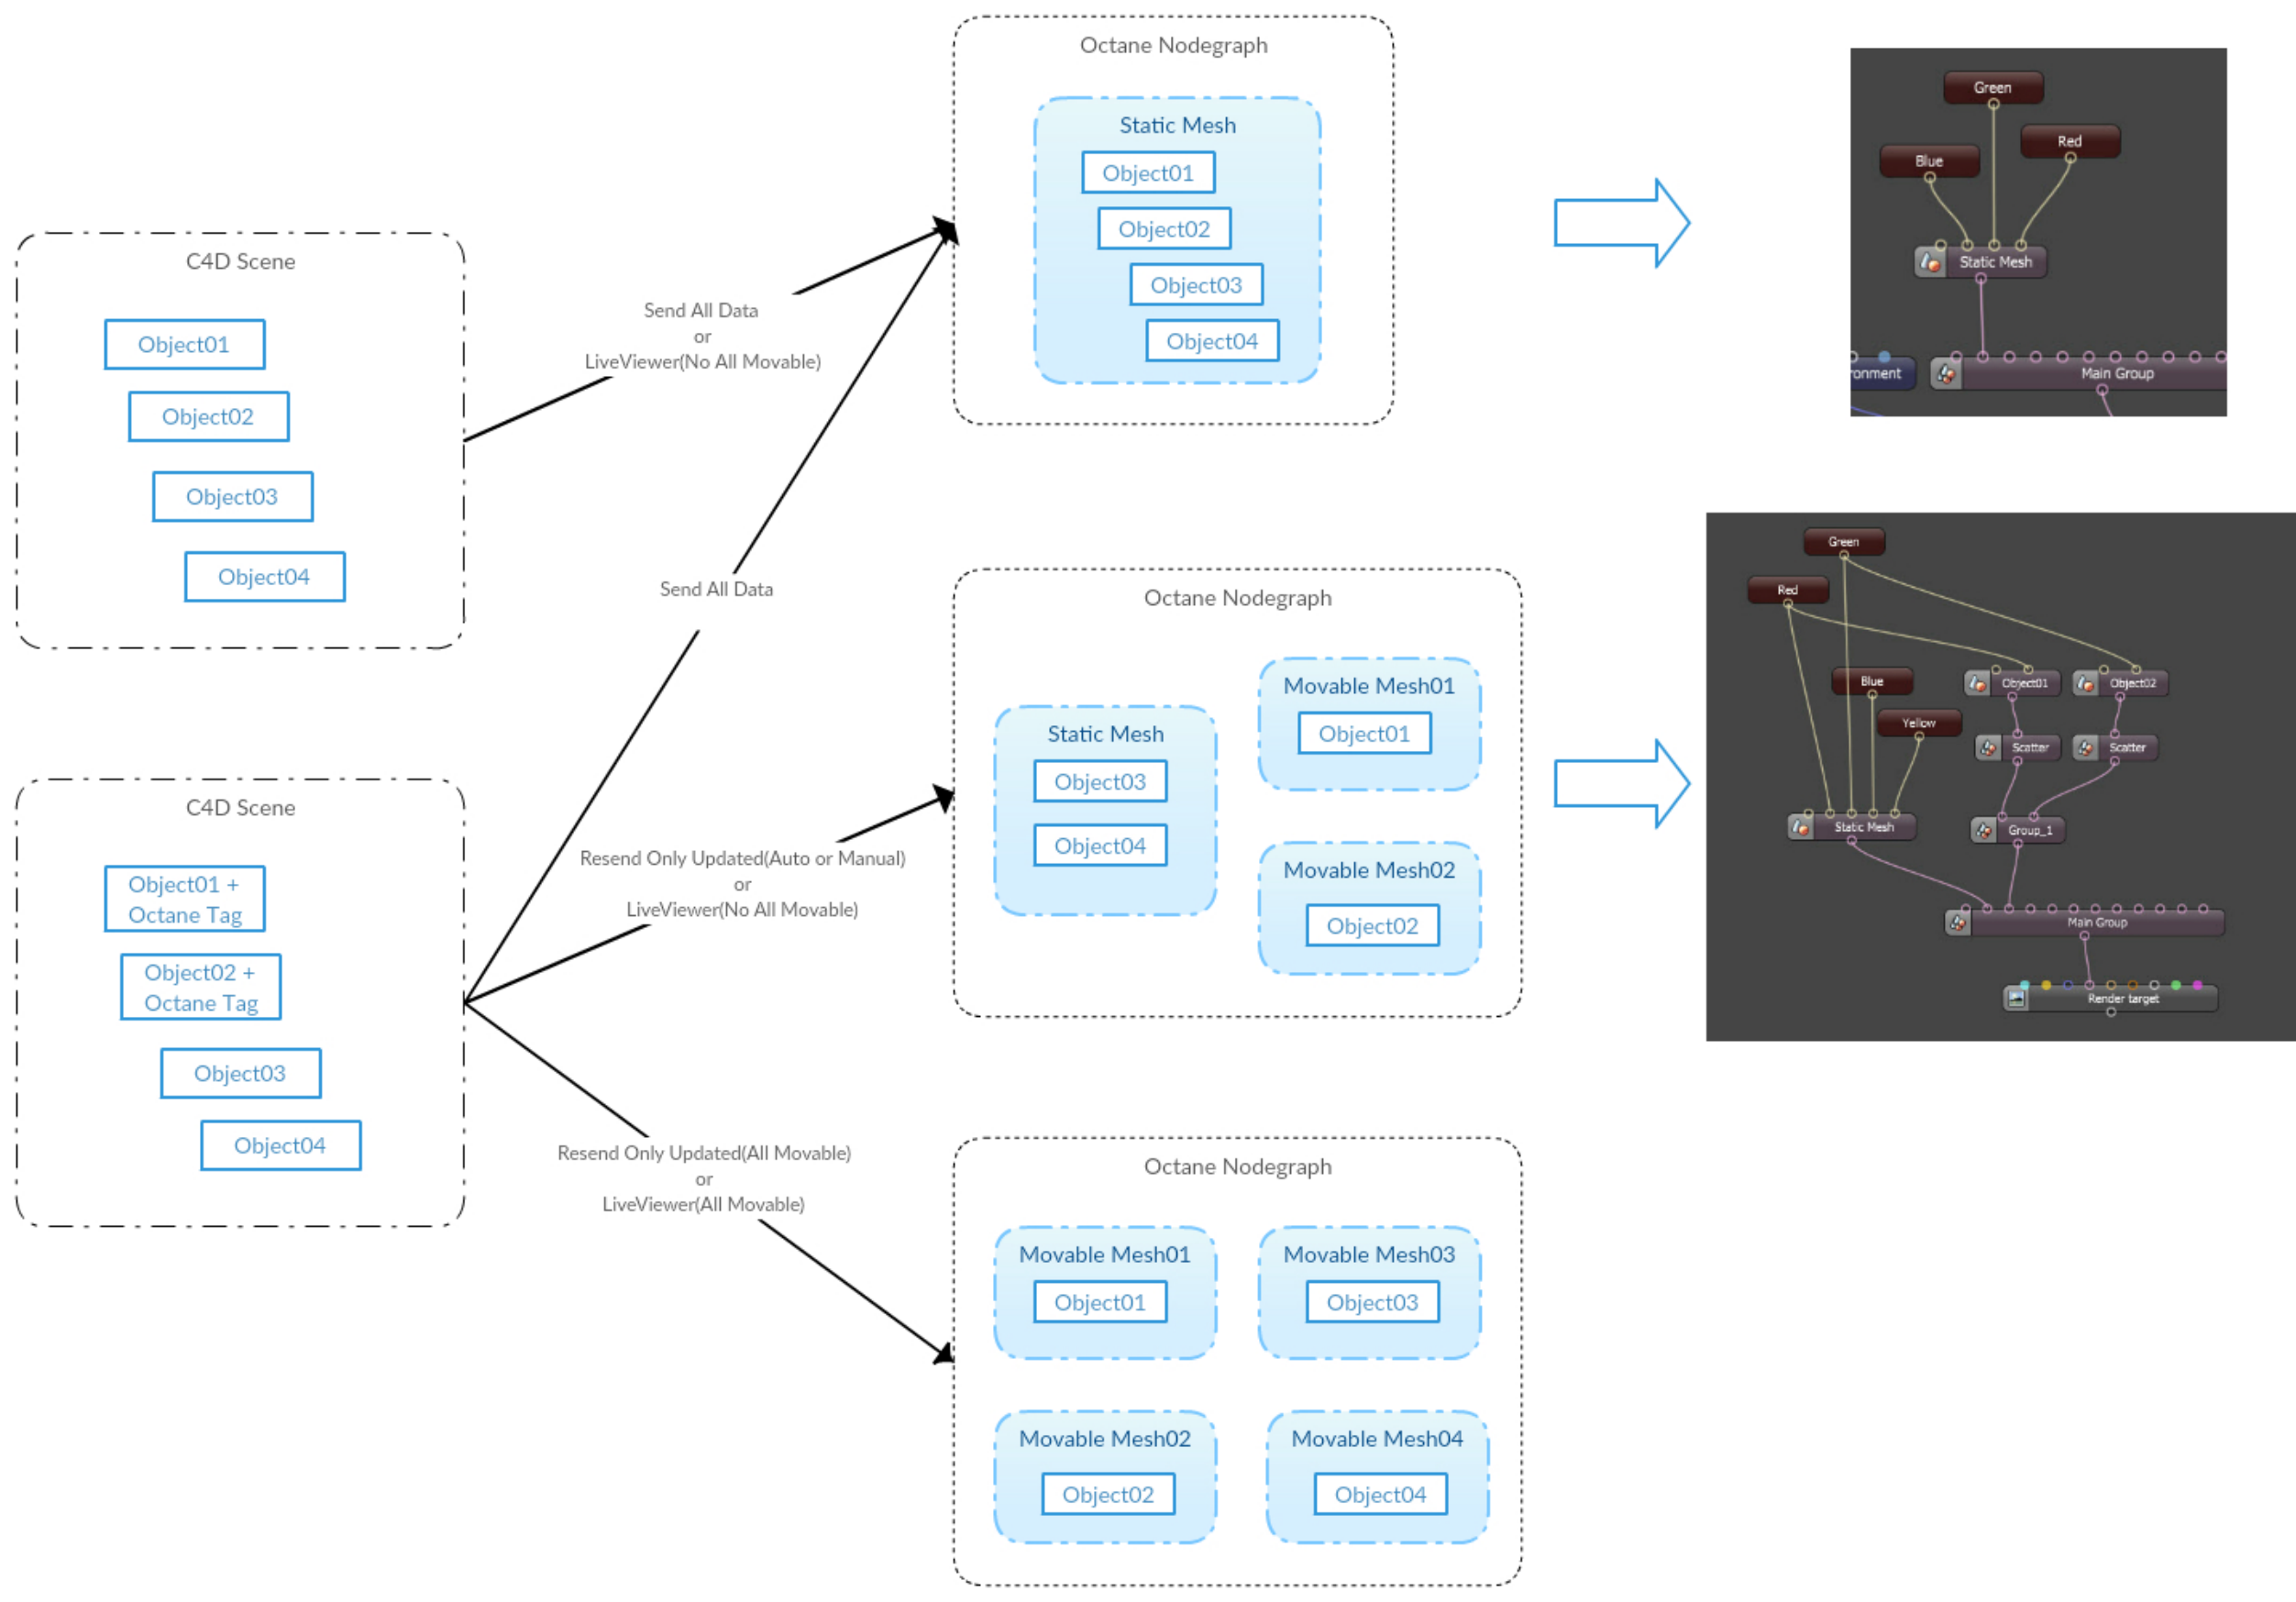 C4D Scene
Object01
Object02
Object03
Object04
Send All Data
or
LiveViewer(No All Movable)
Octane Nodegraph
Static Mesh
Object01
Object02
Object03
Object04
Green
Red
Blue
Static Mesh
ronment
Main Group
C4D Scene
Object01 +
Octane Tag
Object02 +
Octane Tag
Object03
Object04
Send All Data
Resend Only Updated(Auto or Manual)
or
LiveViewer(No All Movable)
Resend Only Updated(All Movable)
or
LiveViewer(All Movable)
Octane Nodegraph
Static Mesh
Object03
Object04
Movable Mesh01
Object01
Movable Mesh02
Object02
Green
Red
Blue
Yellow
Object01
Object02
Scatter
Scatter
Static Mesh
Group_1
Main Group
Render target
Octane Nodegraph
Movable Mesh01
Object01
Movable Mesh03
Object03
Movable Mesh02
Object02
Movable Mesh04
Object04